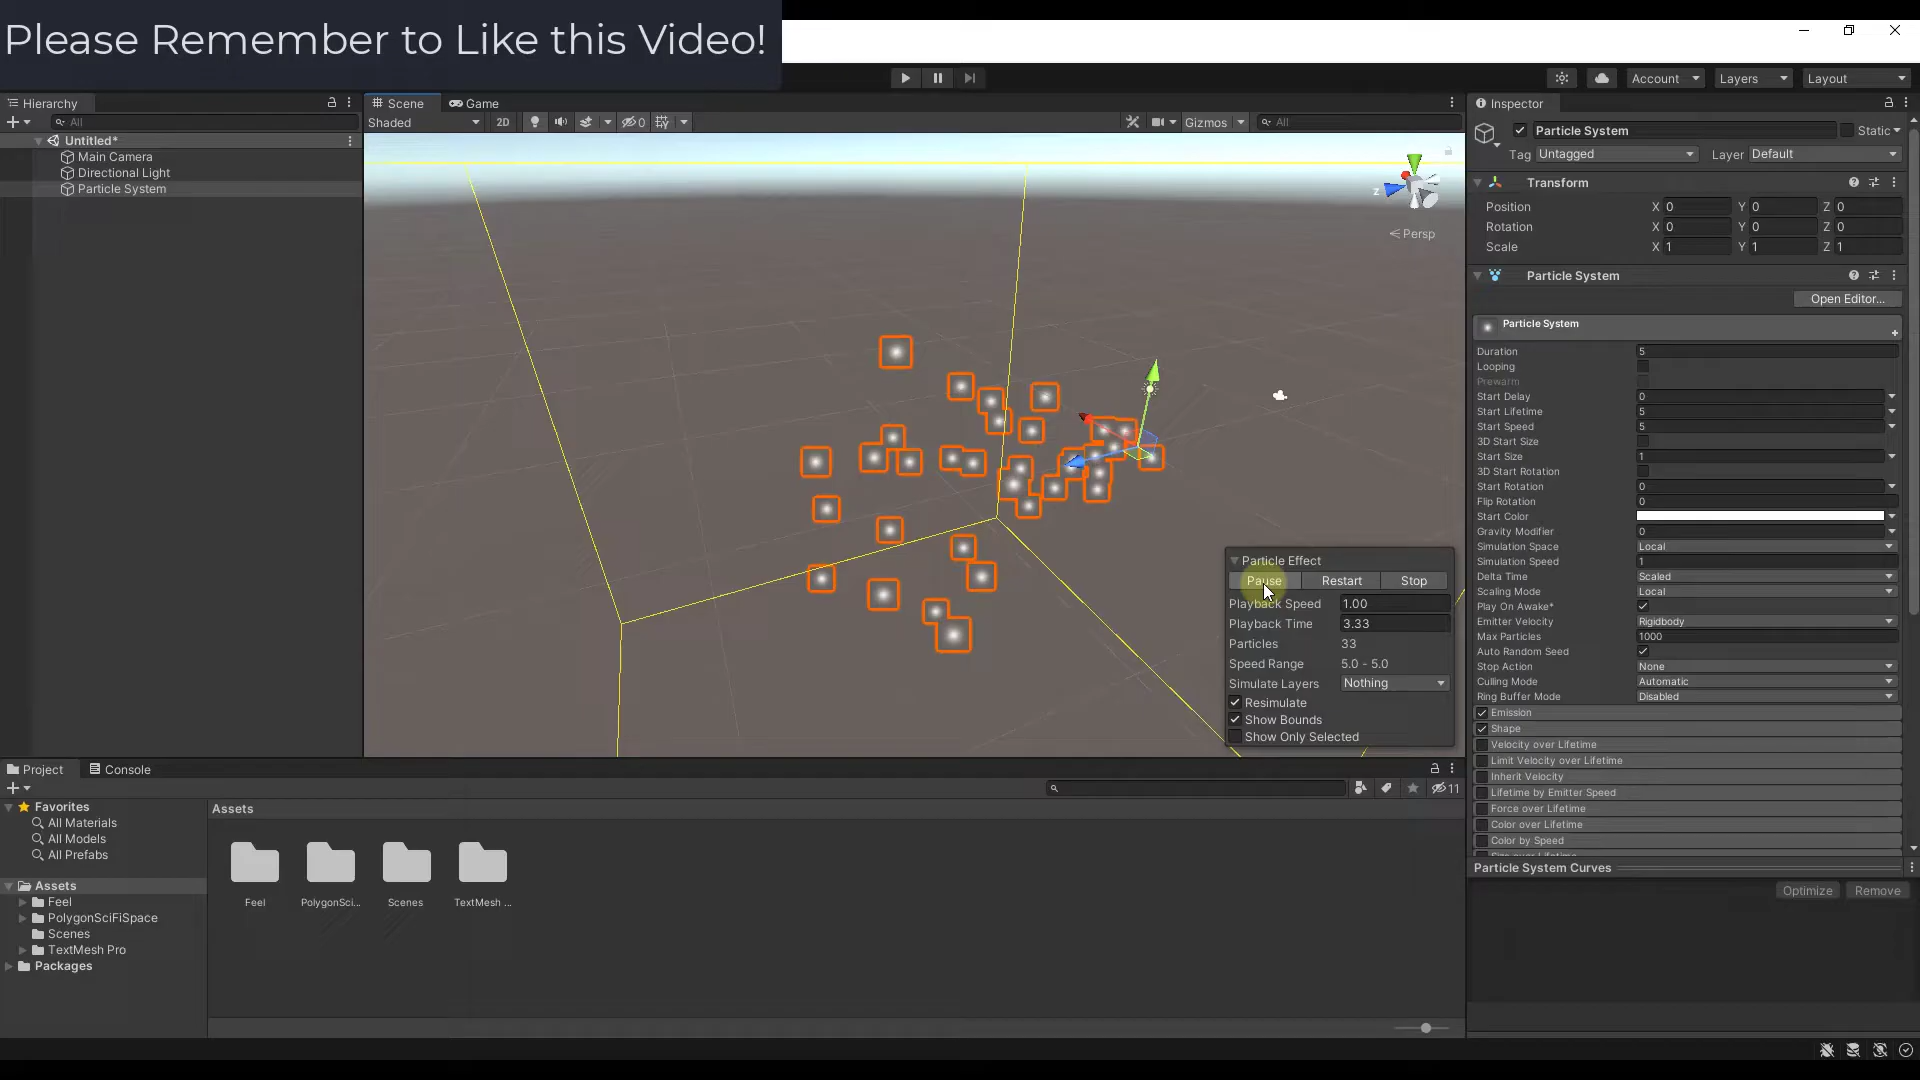 Please Remember to Like this Video!
Account
Layers
Layout
Hierarchy
All
Untitled*
Main Camera
Directional Light
Particle System
Scene
Game
Shaded
2D
0
Gizmos
All
z
Persp
Particle Effect
Pause Restart Stop
Playback Speed 1.00
Playback Time 3.33
Particles 33
Speed Range 5.0 - 5.0
Simulate Layers Nothing
Resimulate
Show Bounds
Show Only Selected
Inspector
Particle System Static
Tag Untagged Layer Default
Transform
Position X 0 Y 0 Z 0
Rotation X 0 Y 0 Z 0
Scale X 1 Y 1 Z 1
Particle System
Open Editor...
Particle System
Duration 5
Looping
Prewarm
Start Delay 0
Start Lifetime 5
Start Speed 5
3D Start Size
Start Size 1
3D Start Rotation
Start Rotation 0
Flip Rotation 0
Start Color
Gravity Modifier 0
Simulation Space Local
Simulation Speed 1
Delta Time Scaled
Scaling Mode Local
Play On Awake*
Emitter Velocity Rigidbody
Max Particles 1000
Auto Random Seed
Stop Action None
Culling Mode Automatic
Ring Buffer Mode Disabled
Emission
Shape
Velocity over Lifetime
Limit Velocity over Lifetime
Inherit Velocity
Lifetime by Emitter Speed
Force over Lifetime
Color over Lifetime
Color by Speed
Particle System Curves
Optimize Remove
Project
Console
11
Favorites
All Materials
All Models
All Prefabs
Assets
Feel
PolygonSciFiSpace
Scenes
TextMesh Pro
Packages
Assets
Feel
PolygonSci...
Scenes
TextMesh ...